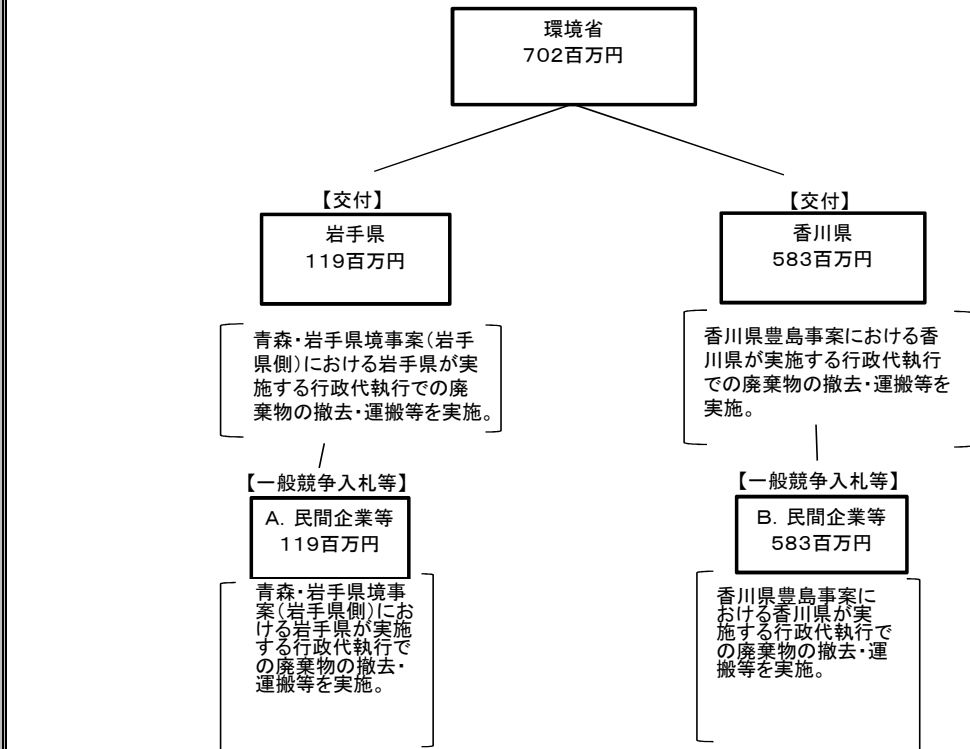 環境省
702百万円
【交付】
岩手県
119百万円
青森・岩手県境事案(岩手
県側)における岩手県が実
施する行政代執行での廃
棄物の撤去・運搬等を実施。
【一般競争入札等】
A. 民間企業等
119百万円
青森・岩手県境事
案(岩手県側)にお
ける岩手県が実施
する行政代執行で
の廃棄物の撤去・
運搬等を実施。
【交付】
香川県
583百万円
香川県豊島事案における香
川県が実施する行政代執行
での廃棄物の撤去・運搬等を
実施。
【一般競争入札等】
B. 民間企業等
583百万円
香川県豊島事案に
おける香川県が実
施する行政代執行で
の廃棄物の撤去・運
搬等を実施。